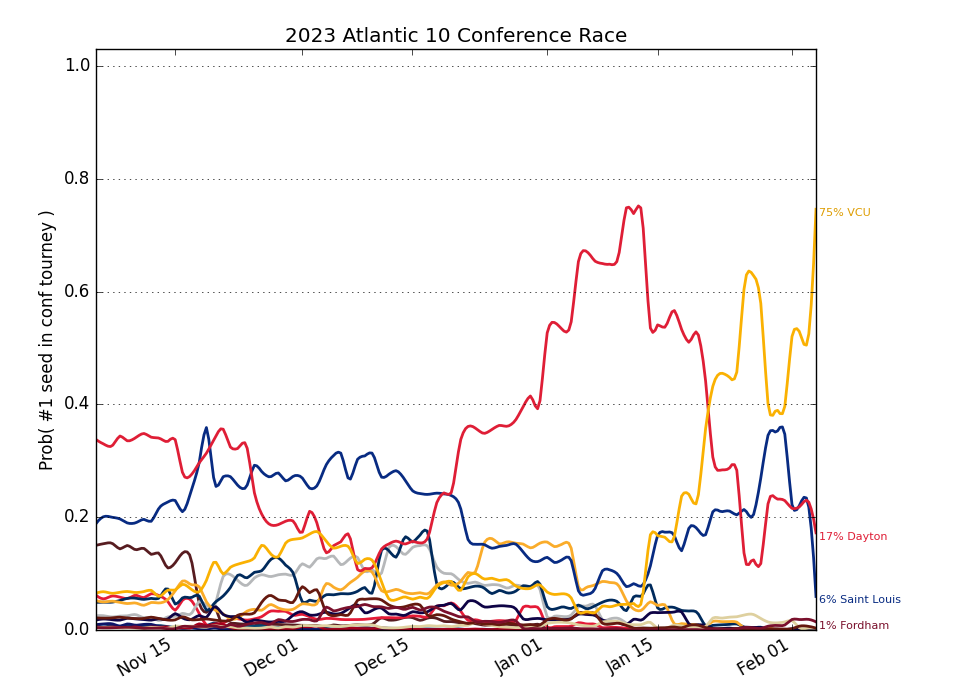 2023 Atlantic 10 Conference Race
Prob( #1 seed in conf tourney )
1.0
0.8
0.6
0.4
0.2
0.0
75% VCU
17% Dayton
6% Saint Louis
1% Fordham
Nov 15
Dec 01
Dec 15
Jan 01
Jan 15
Feb 01